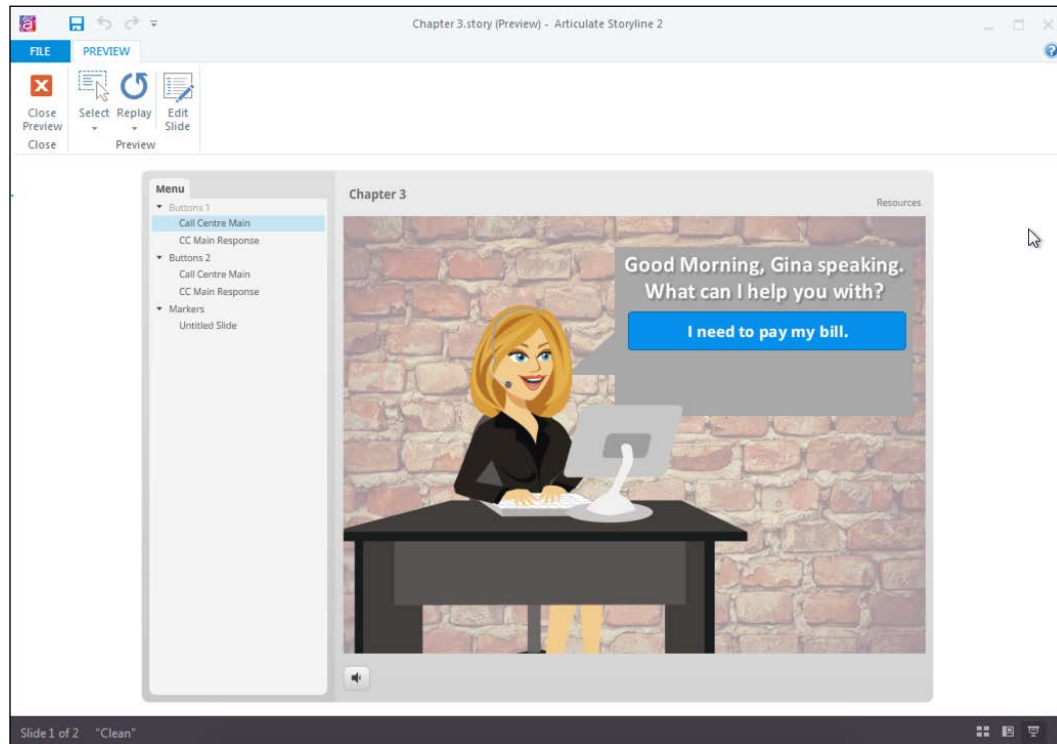 Chapter 3.story (Preview) - Articulate Storyline 2
FILE
PREVIEW
Close
Preview
Select
Replay
Edit
Slide
Close
Preview
Menu
Buttons 1
Call Centre Main
CC Main Response
Buttons 2
Call Centre Main
CC Main Response
Markers
Untitled Slide
Chapter 3
Resources
Good Morning, Gina speaking.
What can I help you with?
I need to pay my bill.
Slide 1 of 2 "Clean"